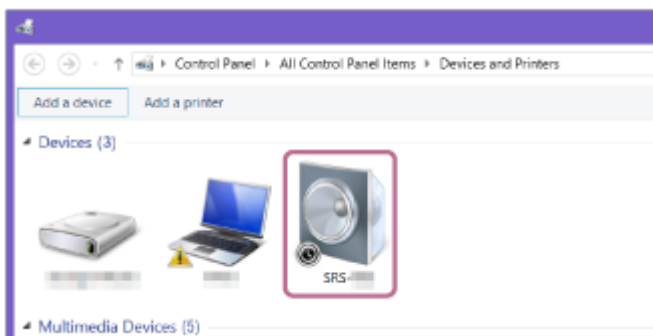 Control Panel ▸ All Control Panel Items ▸ Devices and Printers
Add a device Add a printer
Devices (3)
SRS-
Multimedia Devices (5)